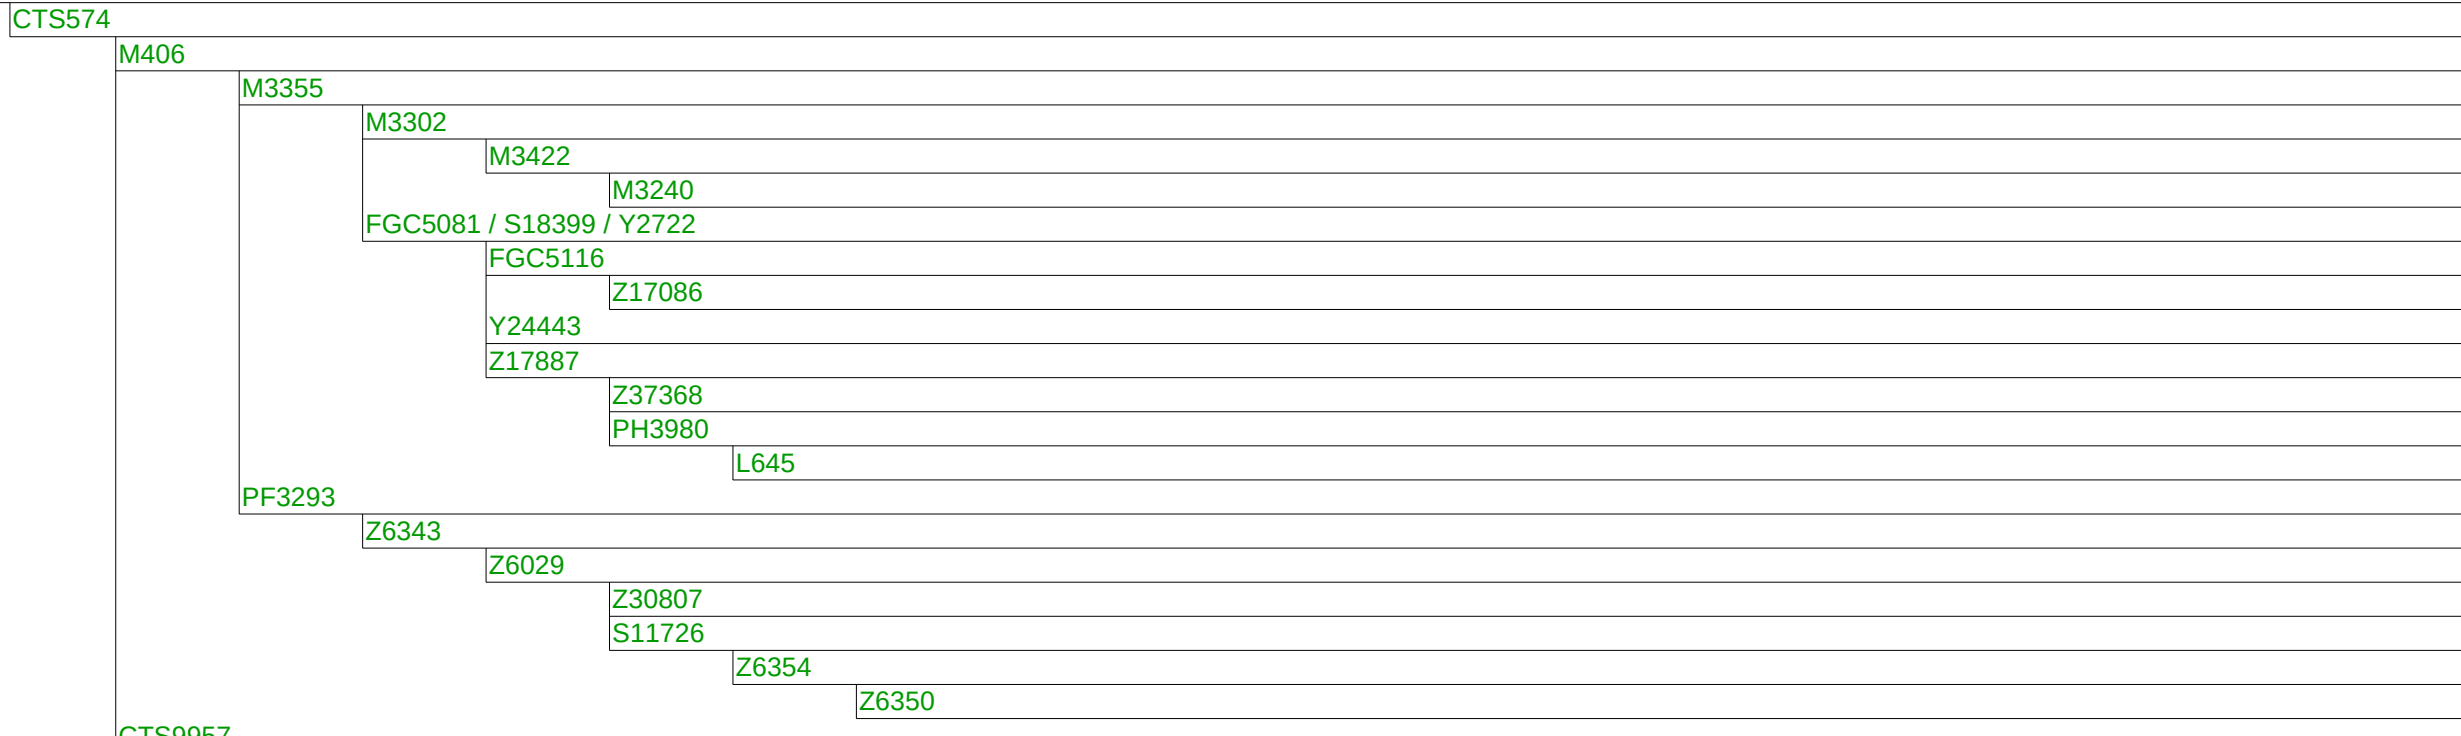 CTS574
M406
M3355
M3302
M3422
M3240
FGC5081 / S18399 / Y2722
FGC5116
Z17086
Y24443
Z17887
Z37368
PH3980
L645
PF3293
Z6343
Z6029
Z30807
S11726
Z6354
Z6350
CTS9957